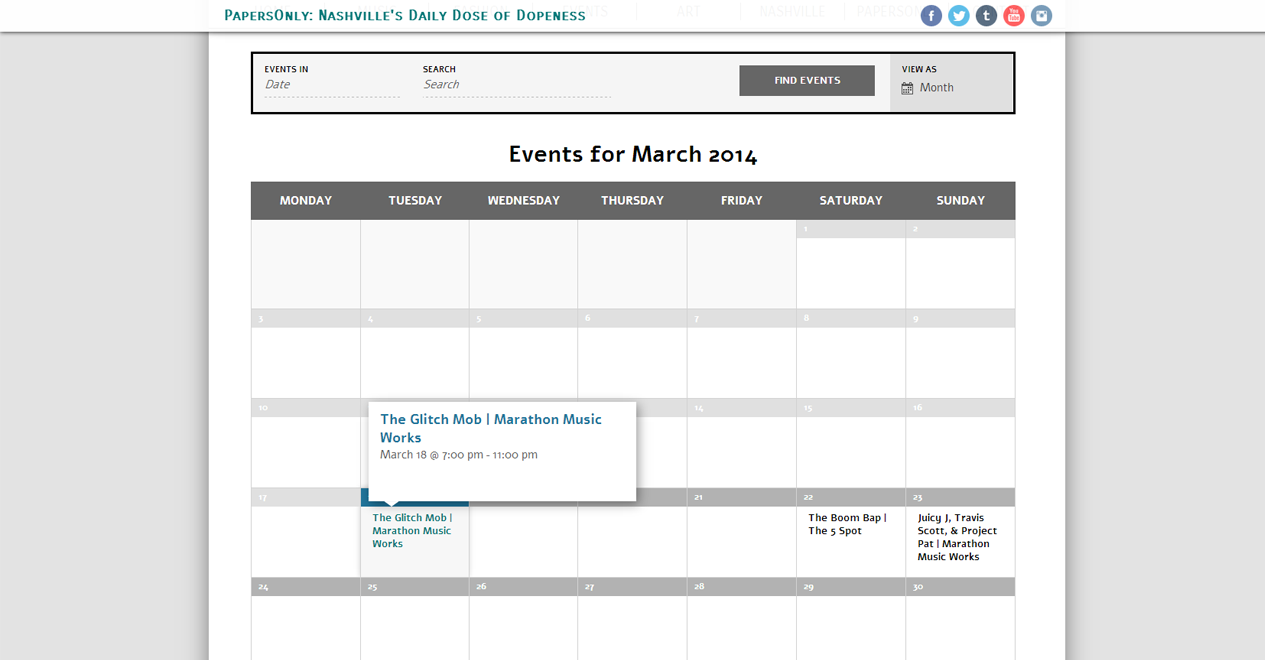 PapersOnly: Nashville's Daily Dose of Dopeness
ART
NASHVILLE
EVENTS IN
Date
SEARCH
Search
FIND EVENTS
VIEW AS
Month
Events for March 2014
MONDAY TUESDAY WEDNESDAY THURSDAY FRIDAY SATURDAY SUNDAY
1 2
3 4 5 6 7 8 9
10 14 15 16
The Glitch Mob | Marathon Music
Works
March 18 @ 7:00 pm - 11:00 pm
17 21 22 23
The Glitch Mob |
Marathon Music
Works
The Boom Bap |
The 5 Spot
Juicy J, Travis
Scott, & Project
Pat | Marathon
Music Works
24 25 26 27 28 29 30